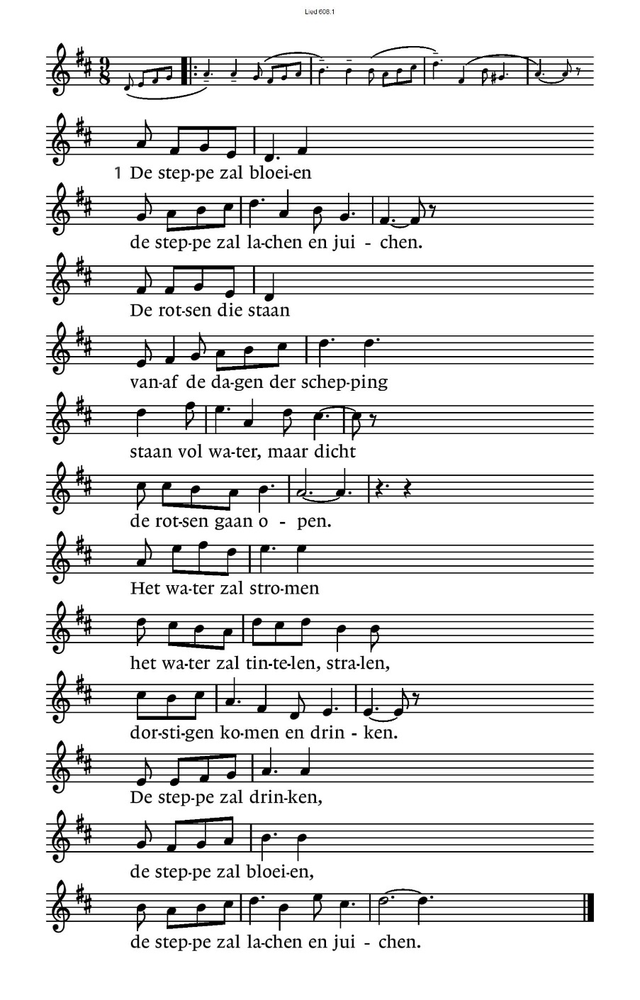 Lied 608.1
9
8
1 De step-pe zal bloei-en
de step-pe zal la-chen en jui - chen.
De rot-sen die staan
van-af de da-gen der schep-ping
staan vol wa-ter, maar dicht
de rot-sen gaan o - pen.
Het wa-ter zal stro-men
het wa-ter zal tin-te-len, stra-len,
dor-sti-gen ko-men en drin - ken.
De step-pe zal drin-ken,
de step-pe zal bloei-en,
de step-pe zal la-chen en jui - chen.